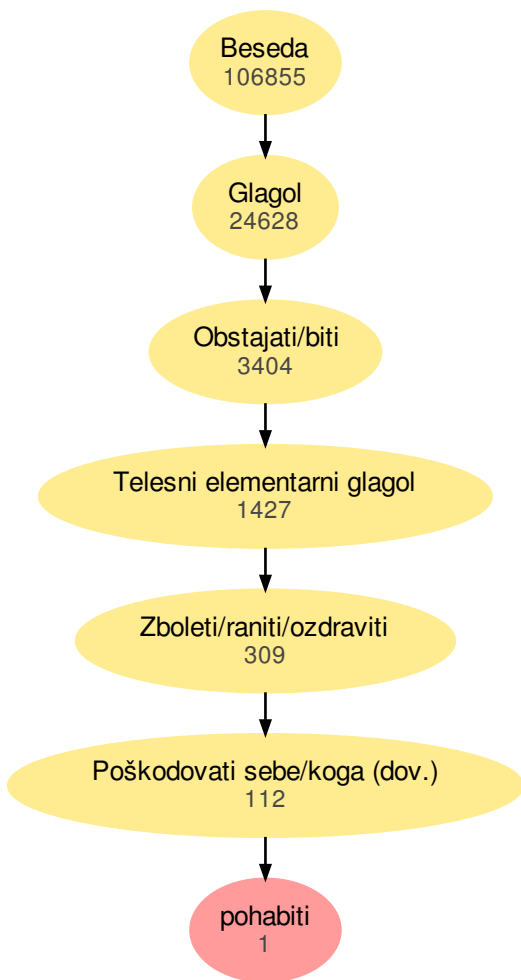 Beseda
106855
Glagol
24628
Obstajati/biti
3404
Telesni elementarni glagol
1427
Zboleti/raniti/ozdraviti
309
Poškodovati sebe/koga (dov.)
112
pohabiti
1